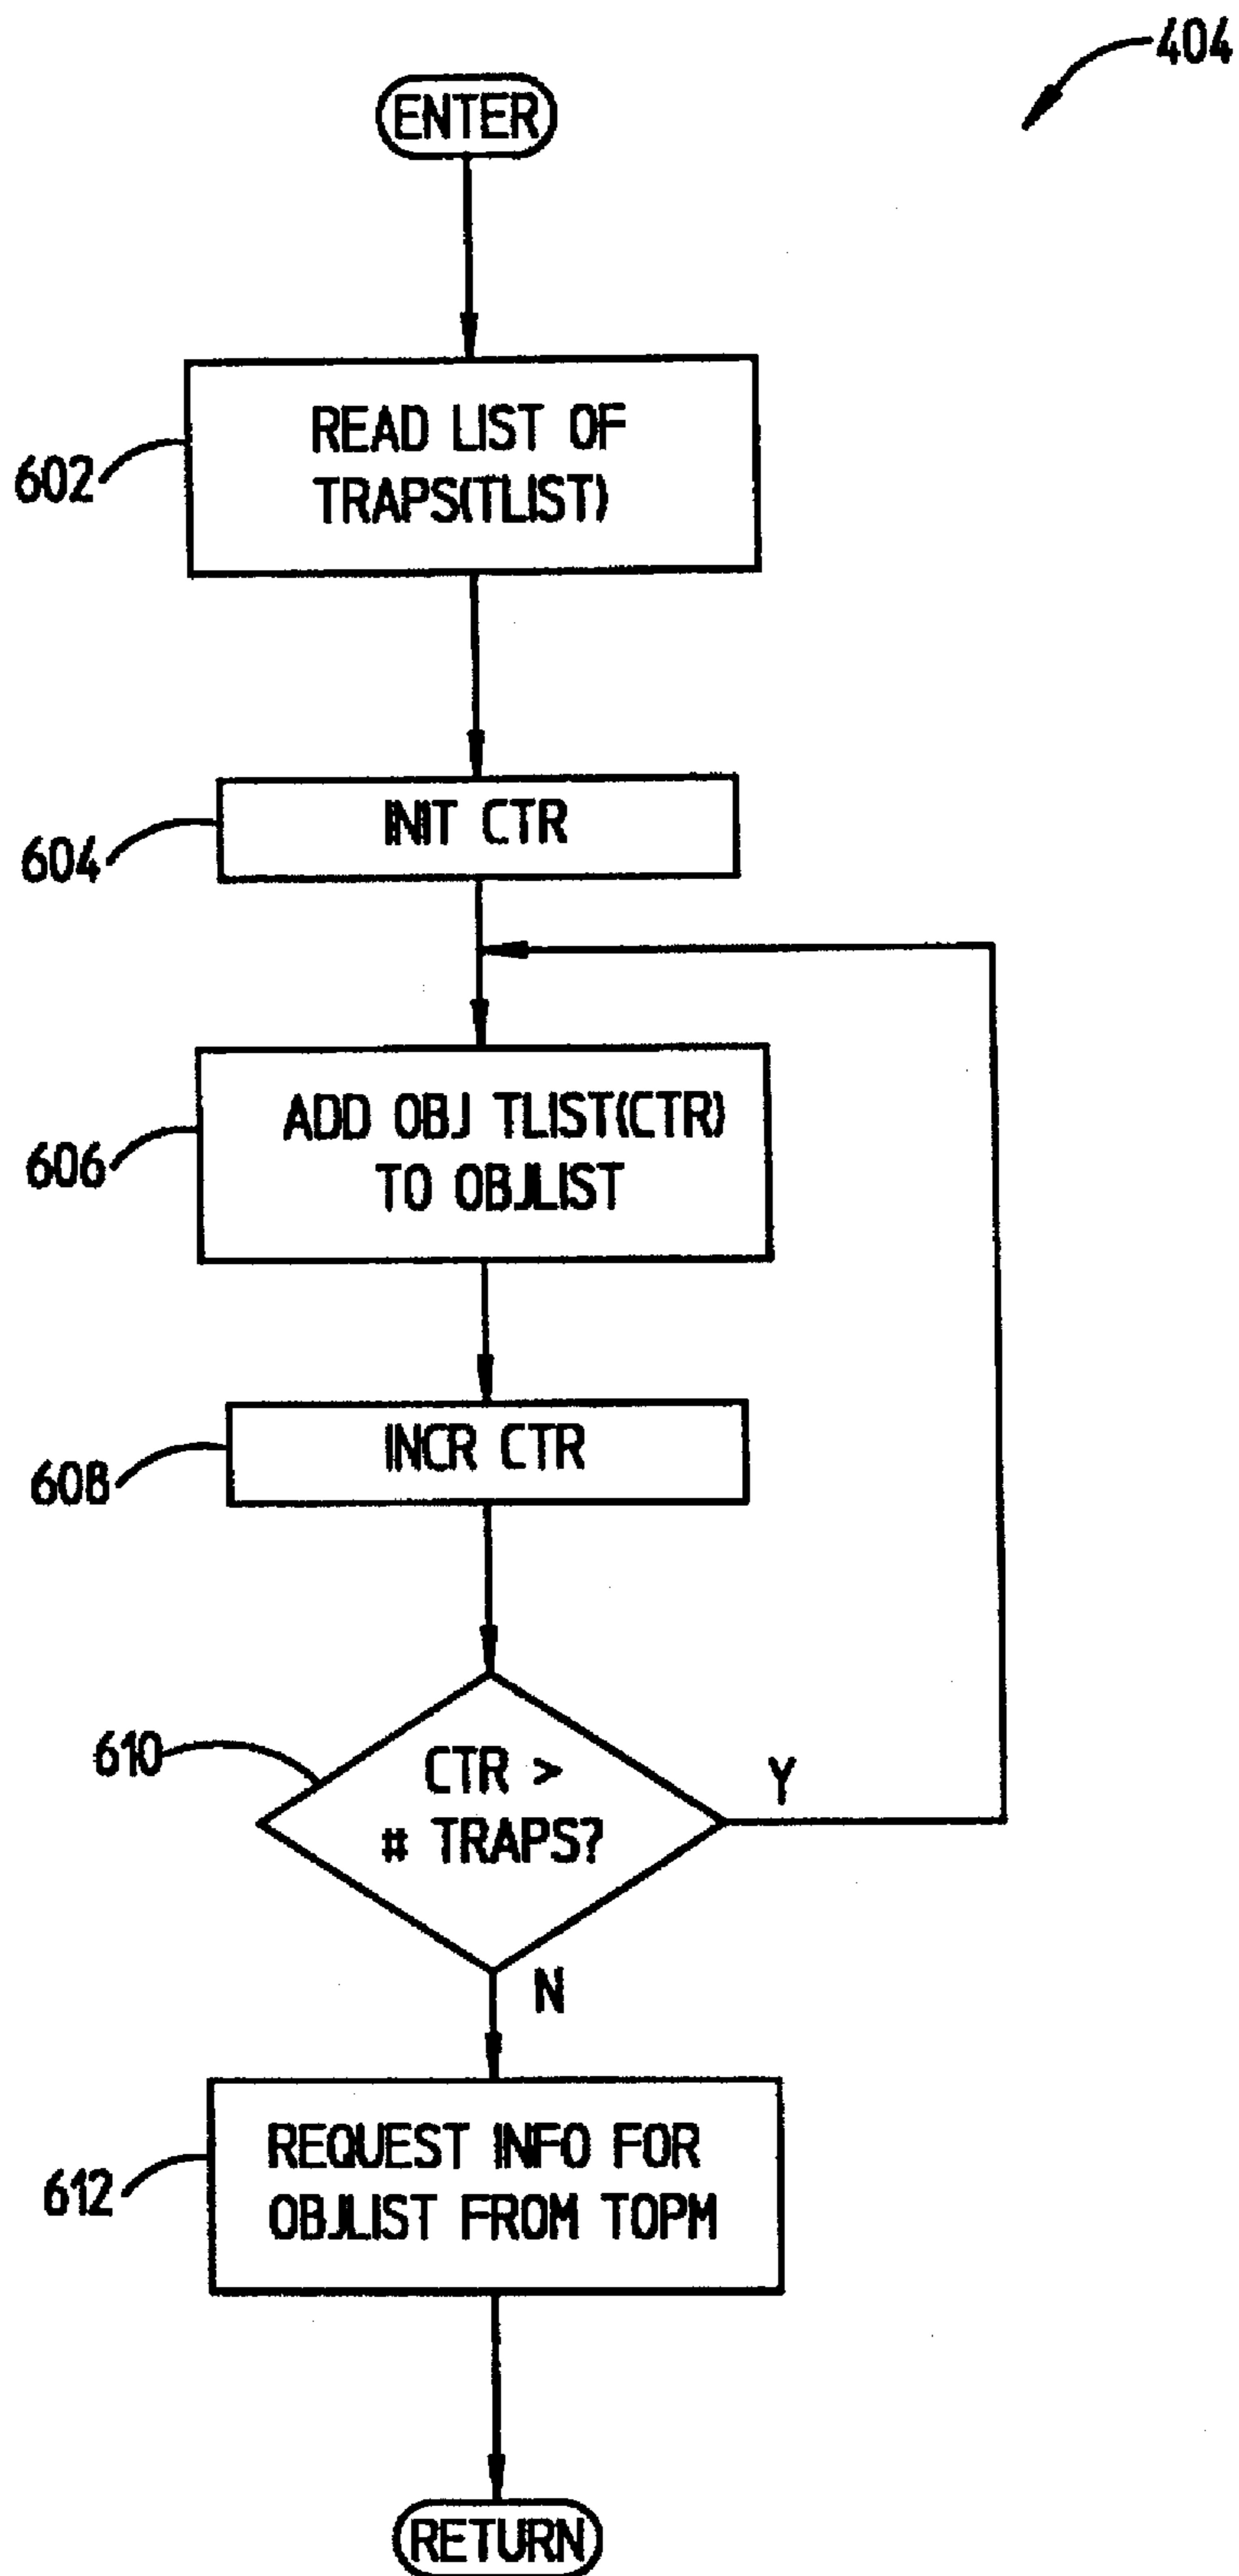 404
ENTER
602
READ LIST OF
TRAPS(TLIST)
604
INIT CTR
606
ADD OBJ TLIST(CTR)
TO OBJLIST
608
INCR CTR
610
CTR >
# TRAPS?
Y
N
612
REQUEST INFO FOR
OBJLIST FROM TOPM
RETURN